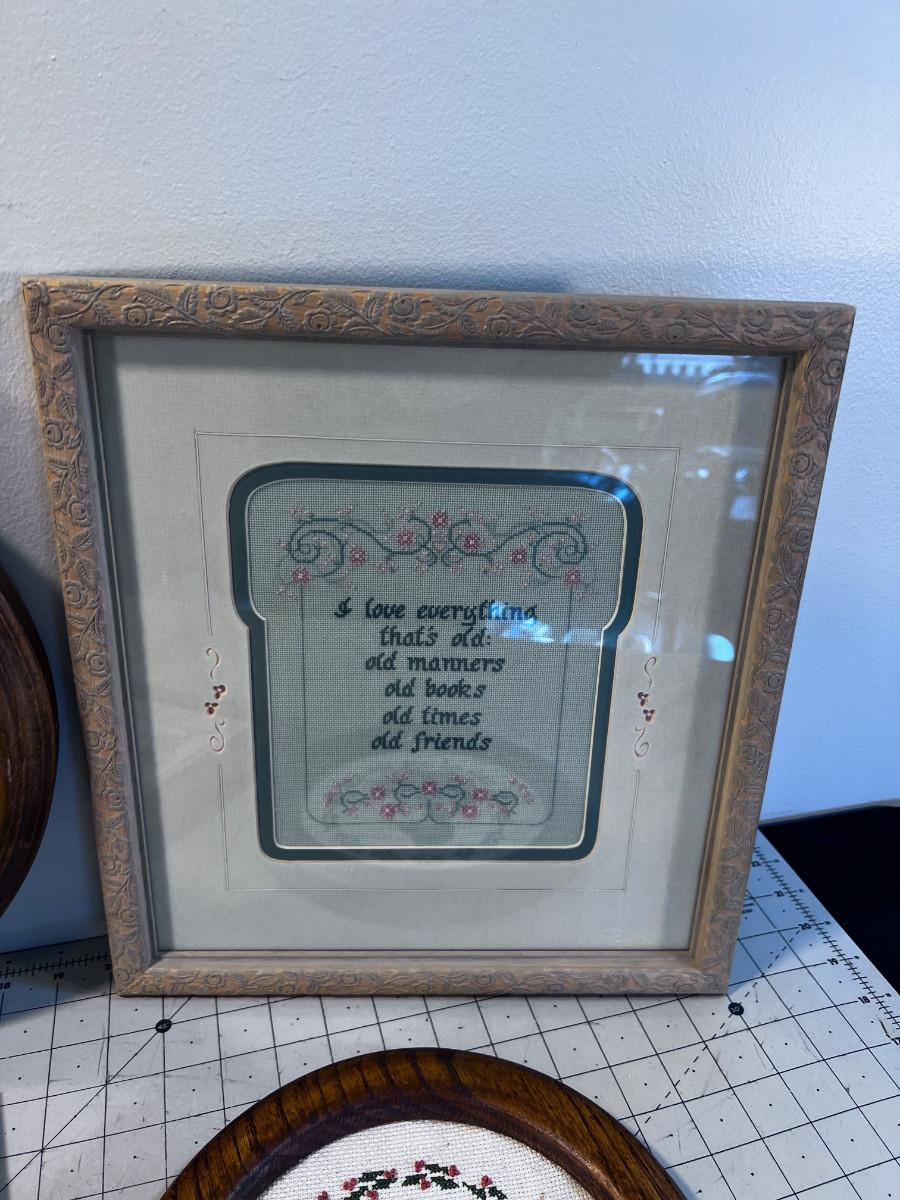 I love everything
that's old:
old manners
old books
old times
old friends